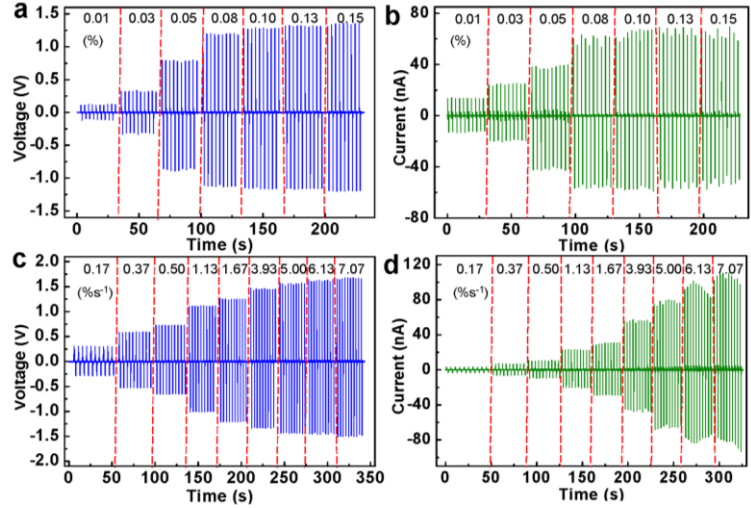 a
0.01 0.03 0.05 0.08 0.10 0.13 0.15
(%)
1.5
1.0
0.5
0.0
-0.5
-1.0
-1.5
Voltage (V)
0 50 100 150 200
Time (s)
b
0.01 0.03 0.05 0.08 0.10 0.13 0.15
(%)
80
40
0
-40
-80
Current (nA)
0 50 100 150 200
Time (s)
c
0.17 0.37 0.50 1.13 1.67 3.93 5.00 6.13 7.07
(%s⁻¹)
2.0
1.5
1.0
0.5
0.0
-0.5
-1.0
-1.5
-2.0
Voltage (V)
0 50 100 150 200 250 300 350
Time (s)
d
0.17 0.37 0.50 1.13 1.67 3.93 5.00 6.13 7.07
(%s⁻¹)
120
80
40
0
-40
-80
Current (nA)
0 50 100 150 200 250 300
Time (s)